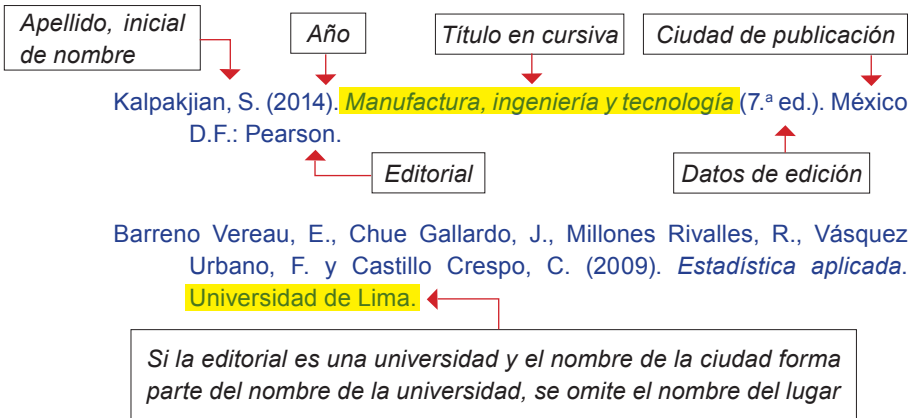 Apellido, inicial
de nombre
Año
Título en cursiva
Ciudad de publicación
Kalpakjian, S. (2014). Manufactura, ingeniería y tecnología (7.ª ed.). México
D.F.: Pearson.
Editorial
Datos de edición
Barreno Vereau, E., Chue Gallardo, J., Millones Rivalles, R., Vásquez
Urbano, F. y Castillo Crespo, C. (2009). Estadística aplicada.
Universidad de Lima.
Si la editorial es una universidad y el nombre de la ciudad forma
parte del nombre de la universidad, se omite el nombre del lugar